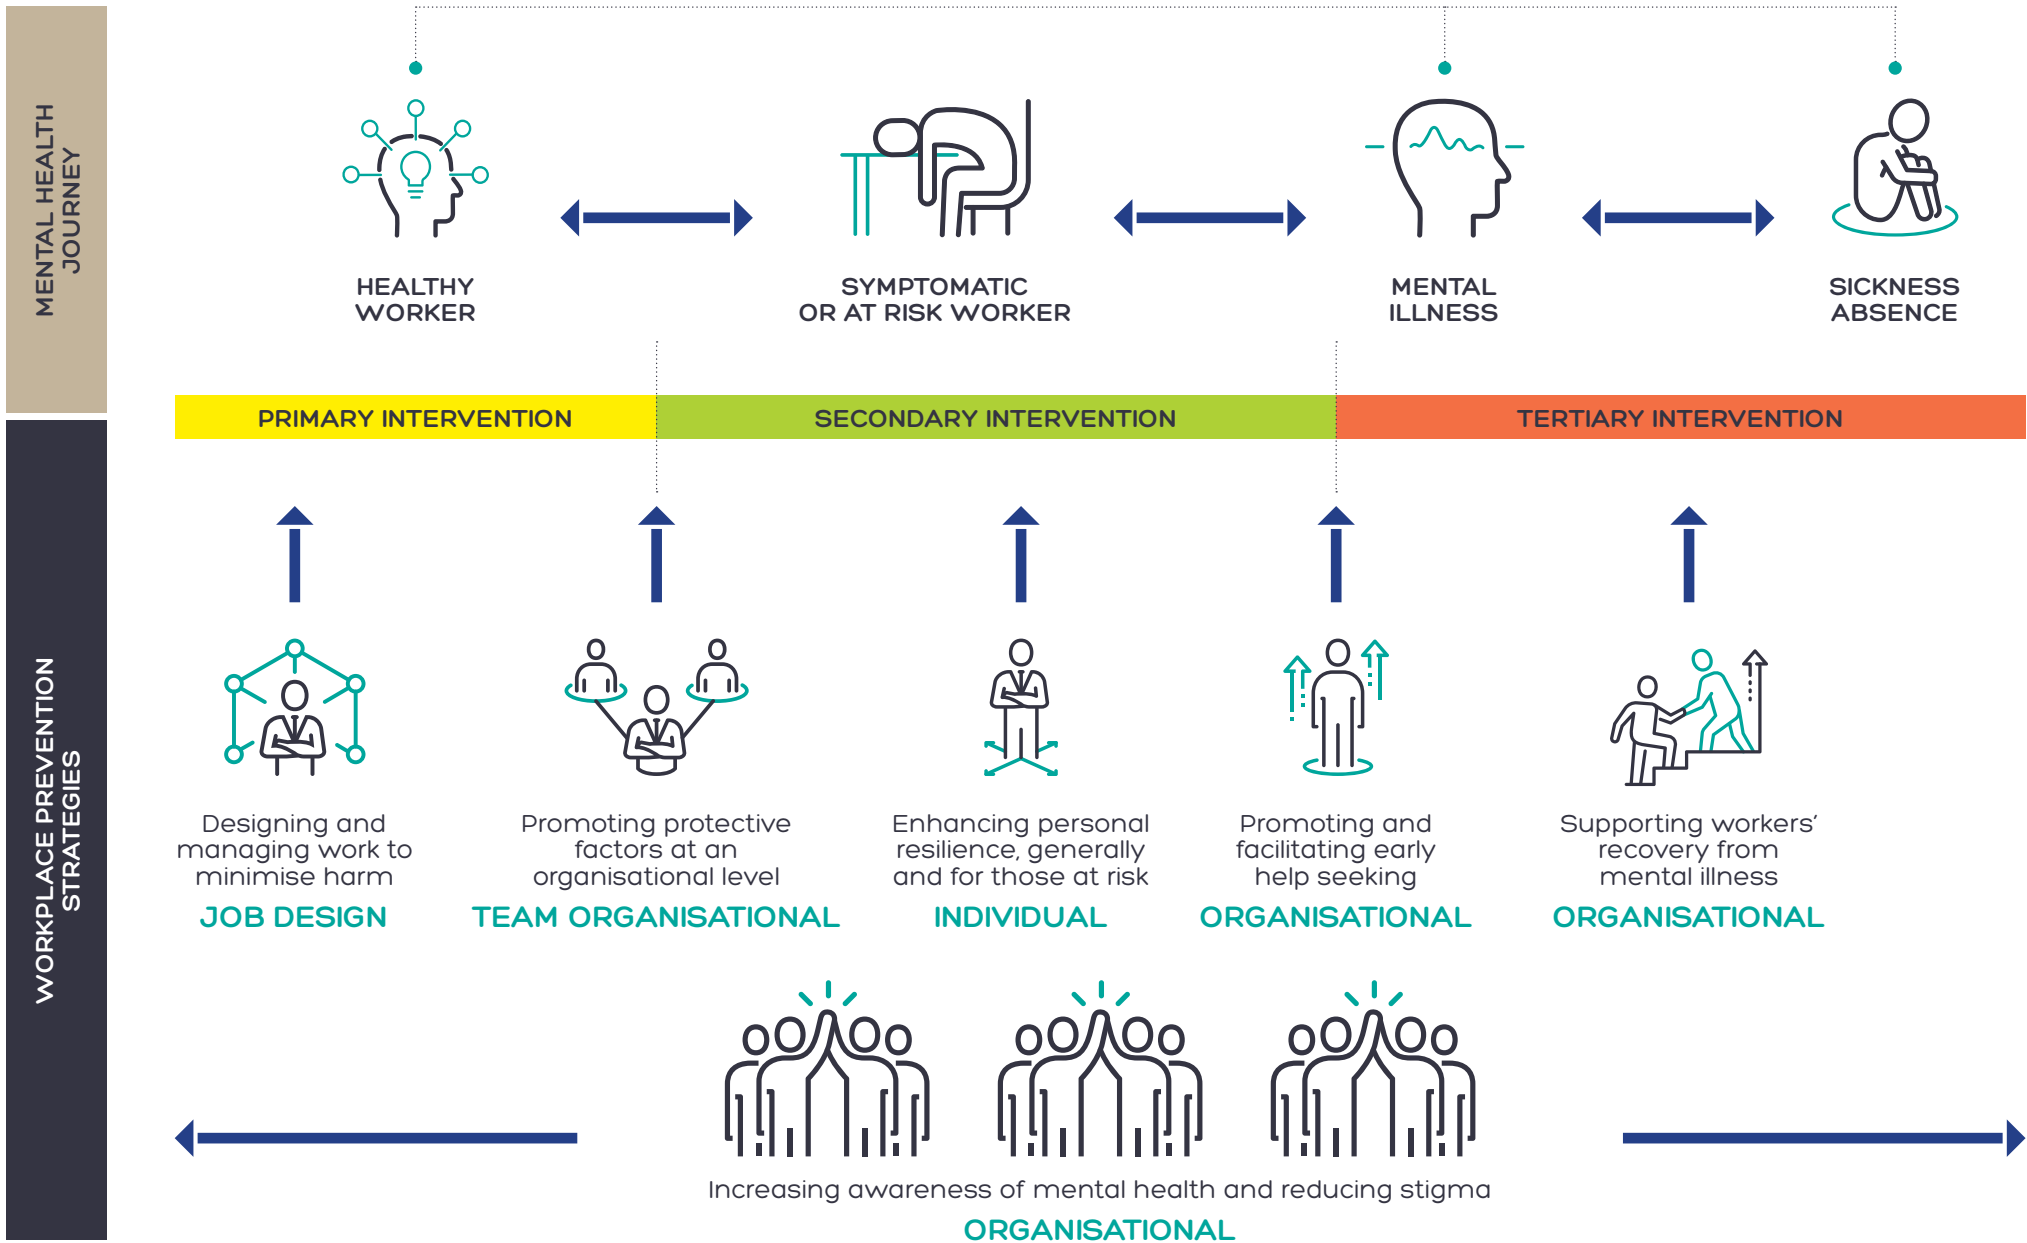 MENTAL HEALTH
JOURNEY
HEALTHY
WORKER
SYMPTOMATIC
OR AT RISK WORKER
MENTAL
ILLNESS
SICKNESS
ABSENCE
PRIMARY INTERVENTION
SECONDARY INTERVENTION
TERTIARY INTERVENTION
WORKPLACE PREVENTION
STRATEGIES
Designing and
managing work to
minimise harm
JOB DESIGN
Promoting protective
factors at an
organisational level
TEAM ORGANISATIONAL
Enhancing personal
resilience, generally
and for those at risk
INDIVIDUAL
Promoting and
facilitating early
help seeking
ORGANISATIONAL
Supporting workers’
recovery from
mental illness
ORGANISATIONAL
Increasing awareness of mental health and reducing stigma
ORGANISATIONAL